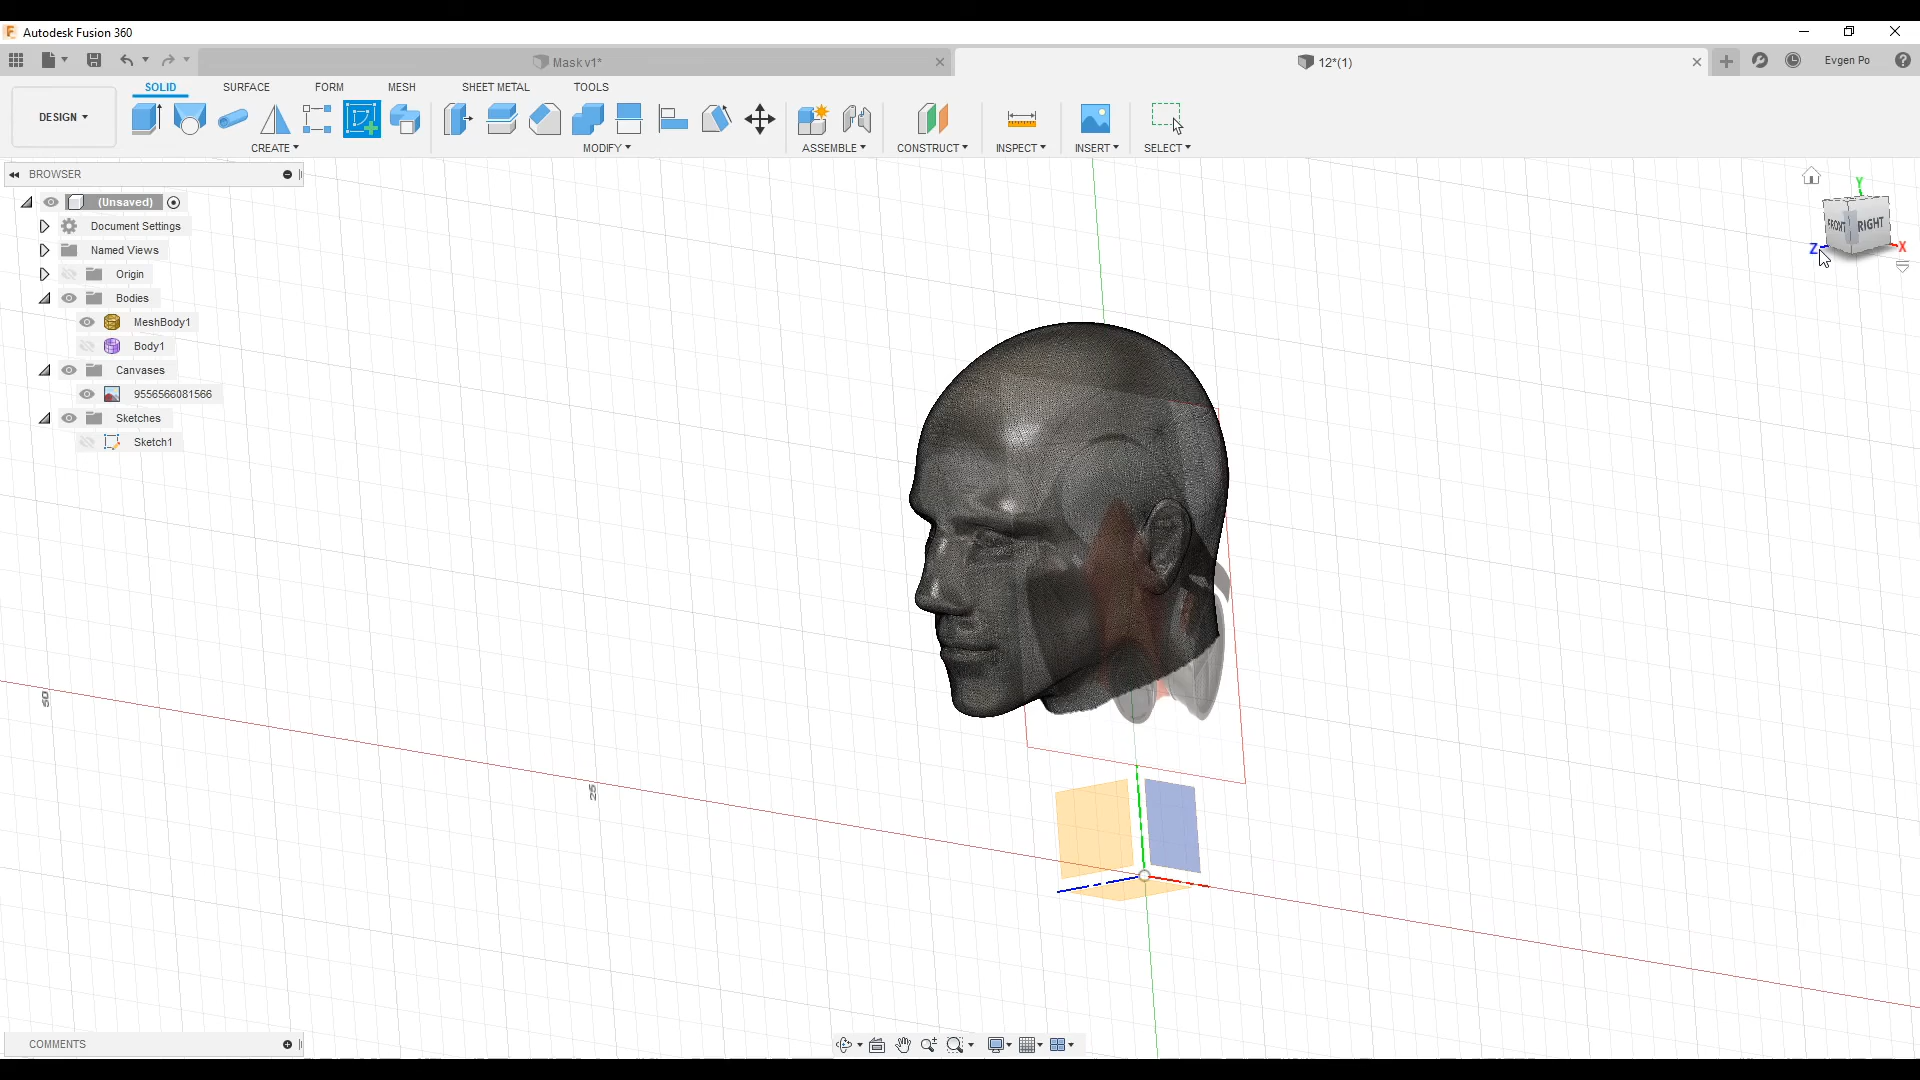 Autodesk Fusion 360
Mask v1*
12*(1)
Evgen Po
SOLID SURFACE FORM MESH SHEET METAL TOOLS
DESIGN
CREATE MODIFY ASSEMBLE CONSTRUCT INSPECT INSERT SELECT
BROWSER
(Unsaved)
Document Settings
Named Views
Origin
Bodies
MeshBody1
Body1
Canvases
9556566081566
Sketches
Sketch1
Y
FRONT RIGHT
Z X
50
25
COMMENTS